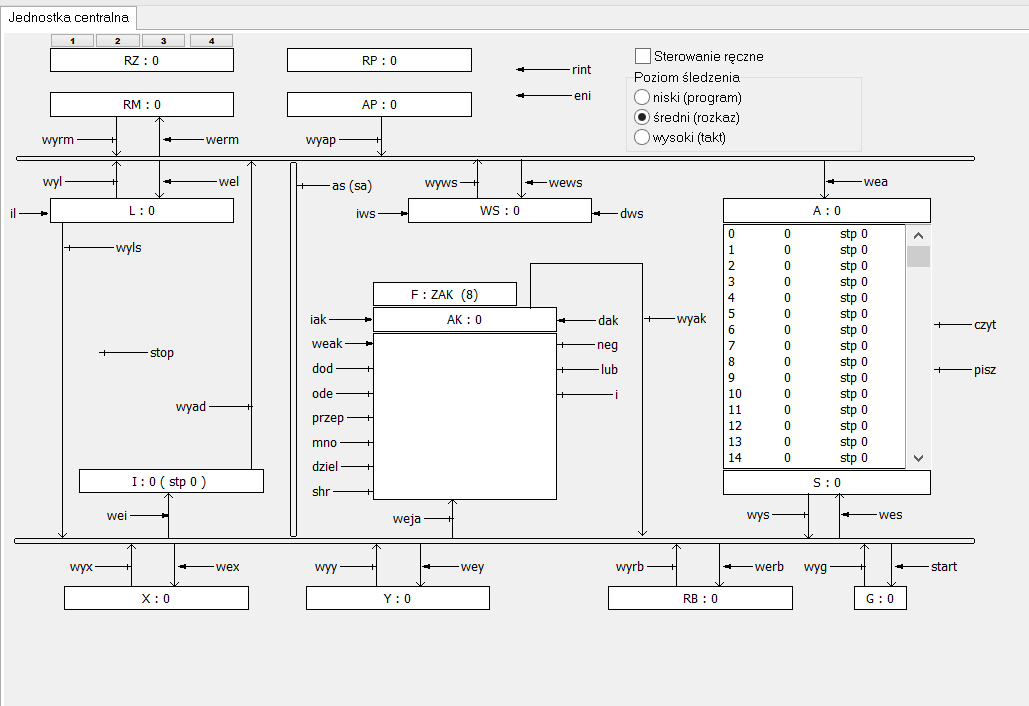 Jednostka centralna
1 2 3 4
RZ : 0
RP : 0
Sterowanie ręczne
rint
Poziom śledzenia
eni
niski (program)
RM : 0
AP : 0
średni (rozkaz)
wyrm
werm
wyap
wysoki (takt)
wyl
wel
as (sa)
wyws
wews
wea
il
L : 0
iws
WS : 0
dws
A : 0
wyls
0 0 stp 0
1 0 stp 0
2 0 stp 0
3 0 stp 0
4 0 stp 0
5 0 stp 0
6 0 stp 0
7 0 stp 0
8 0 stp 0
9 0 stp 0
10 0 stp 0
11 0 stp 0
12 0 stp 0
13 0 stp 0
14 0 stp 0
F : ZAK (8)
iak
AK : 0
dak
wyak
czyt
weak
neg
stop
dod
lub
pisz
ode
i
wyad
przep
mno
dziel
I : 0 ( stp 0 )
S : 0
shr
wei
weja
wys
wes
wyx
wex
wyy
wey
wyrb
werb
wyg
start
X : 0
Y : 0
RB : 0
G : 0